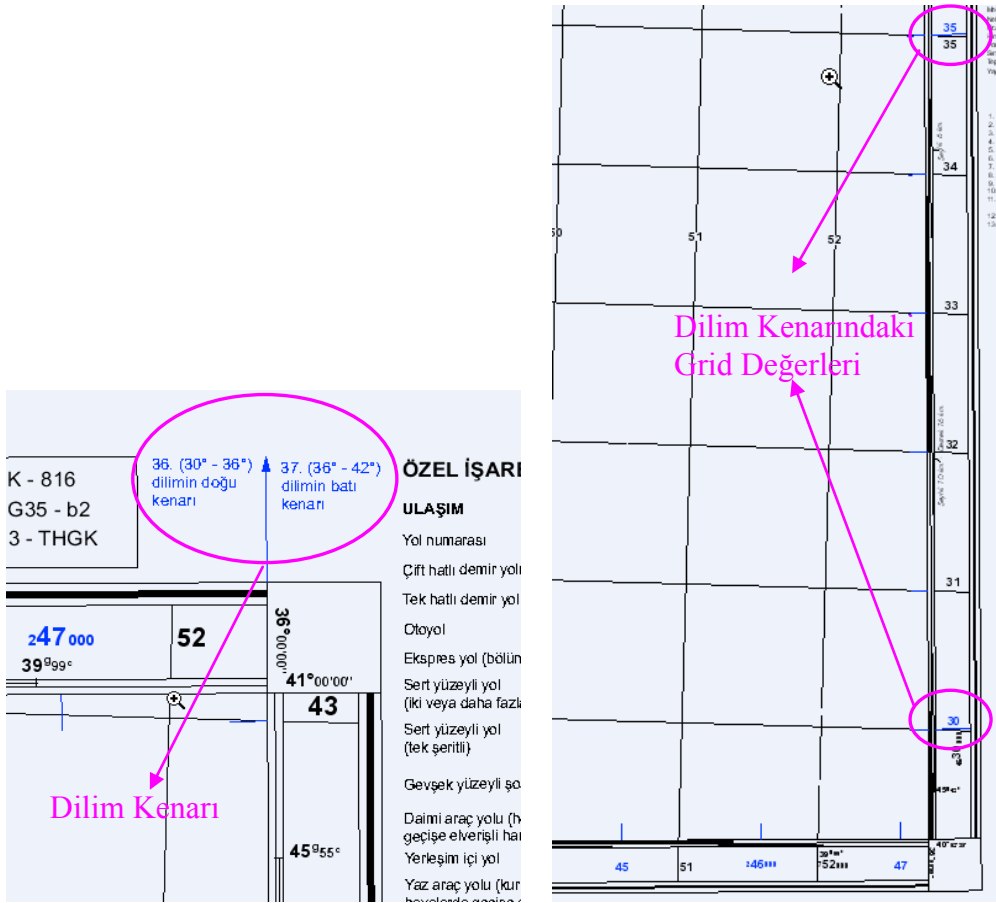 36. (30° - 36°)
dilimin doğu
kenarı
37. (36° - 42°)
dilimin batı
kenarı
K - 816
G35 - b2
3 - THGK
ÖZEL İŞARE
ULAŞIM
Yol numarası
Çift hatlı demir yol
Tek hatlı demir yol
Otoyol
Ekspres yol (bölün
Sert yüzeyli yol
(iki veya daha fazla
Sert yüzeyli yol
(tek şeritli)
Gevşek yüzeyli şo
Daimi araç yolu (h
geçişe elverişli ha
Yerleşim içi yol
Yaz araç yolu (kur
247000
52
39g99c
36°00'00"
41°00'00"
43
45g55c
Dilim Kenarı
35
35
34
50
51
52
33
Dilim Kenarındaki
Grid Değerleri
32
31
30
45
51
246
52
47